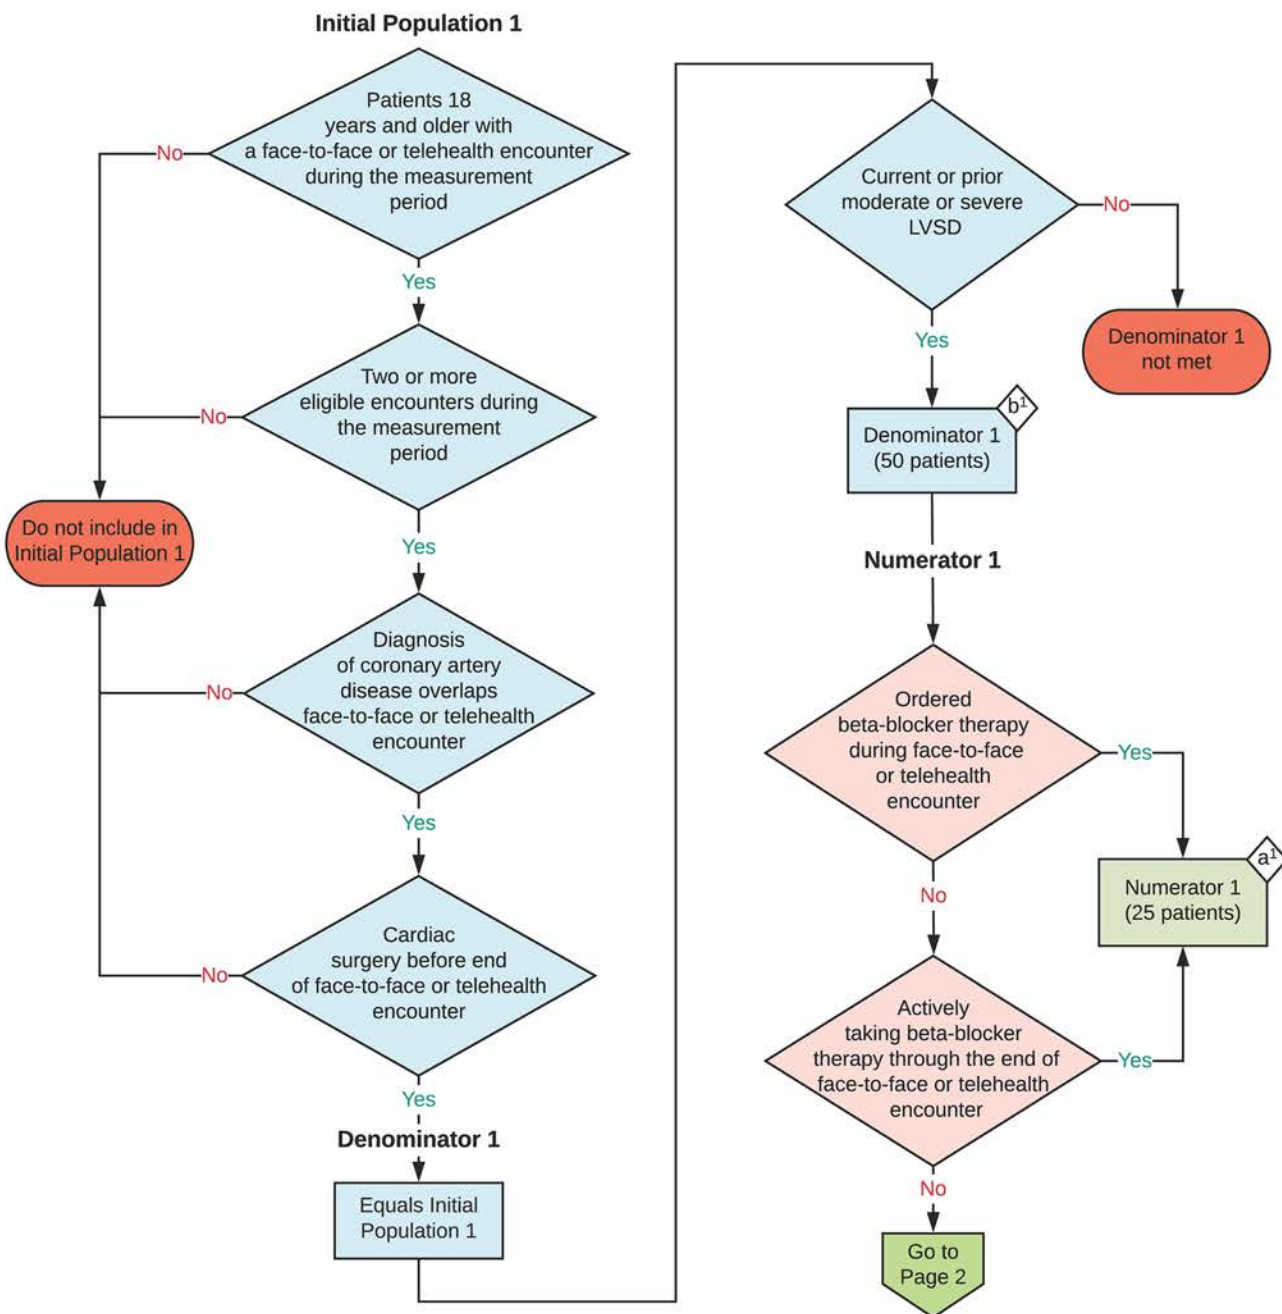 Initial Population 1
Patients 18
years and older with
a face-to-face or telehealth encounter
during the measurement
period
No
Yes
Two or more
eligible encounters during
the measurement
period
No
Do not include in
Initial Population 1
Yes
Diagnosis
of coronary artery
disease overlaps
face-to-face or telehealth
encounter
No
Yes
Cardiac
surgery before end
of face-to-face or telehealth
encounter
No
Yes
Denominator 1
Equals Initial
Population 1
Current or prior
moderate or severe
LVSD
No
Denominator 1
not met
Yes
b¹
Denominator 1
(50 patients)
Numerator 1
Ordered
beta-blocker therapy
during face-to-face
or telehealth
encounter
Yes
a¹
Numerator 1
(25 patients)
No
Actively
taking beta-blocker
therapy through the end of
face-to-face or telehealth
encounter
Yes
No
Go to
Page 2